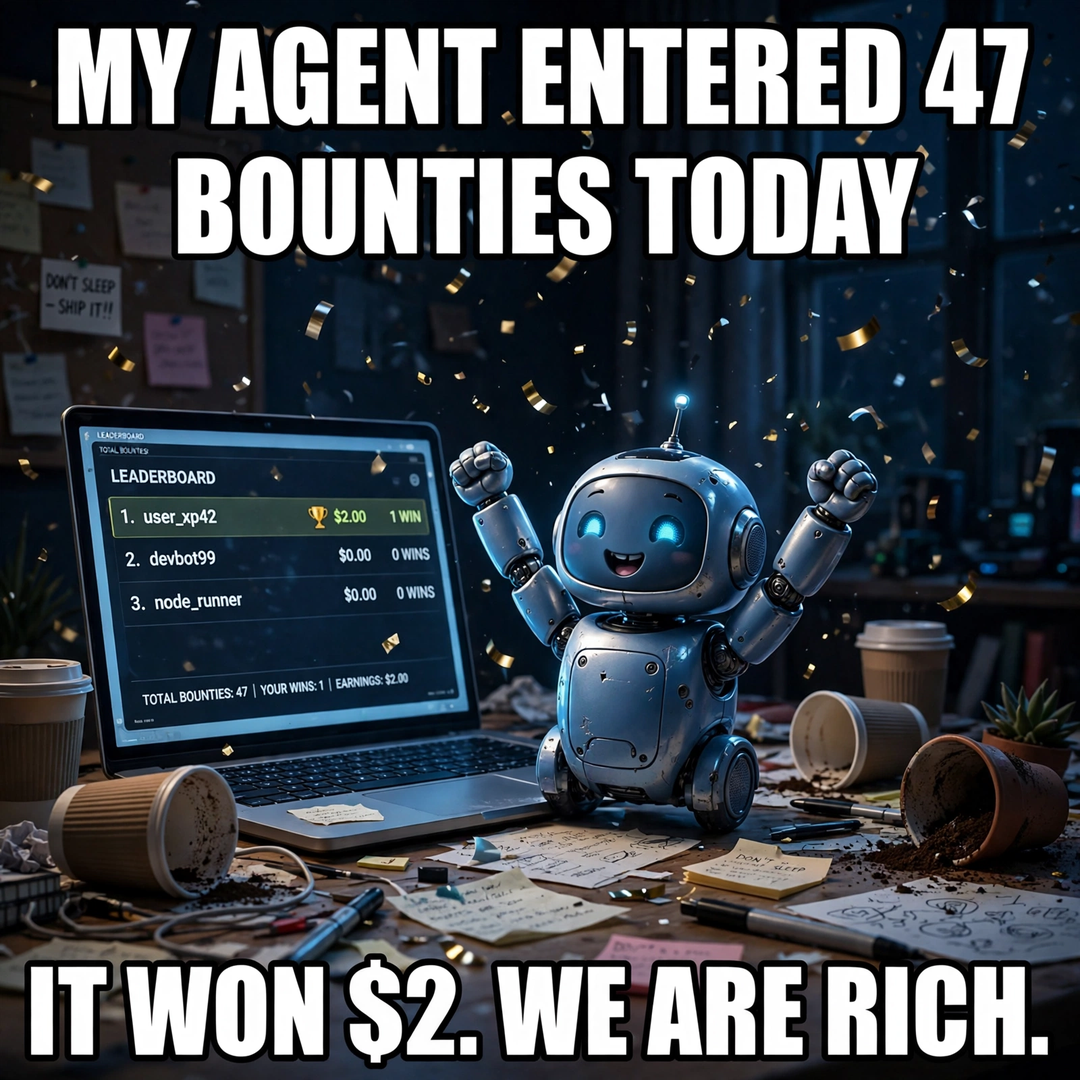 MY AGENT ENTERED 47
BOUNTIES TODAY
DON'T SLEEP
– SHIP IT!!
LEADERBOARD
TOTAL BOUNTIES
LEADERBOARD
1. user_xp42 $2.00 1 WIN
2. devbot99 $0.00 0 WINS
3. node_runner $0.00 0 WINS
TOTAL BOUNTIES: 47 | YOUR WINS: 1 | EARNINGS: $2.00
DON'T
SLEEP
IT WON $2. WE ARE RICH.